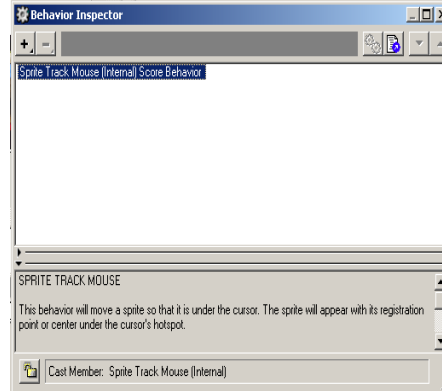 Behavior Inspector
Sprite Track Mouse (Internal) Score Behavior
SPRITE TRACK MOUSE
This behavior will move a sprite so that it is under the cursor. The sprite will appear with its registration
point or center under the cursor's hotspot.
Cast Member: Sprite Track Mouse (Internal)